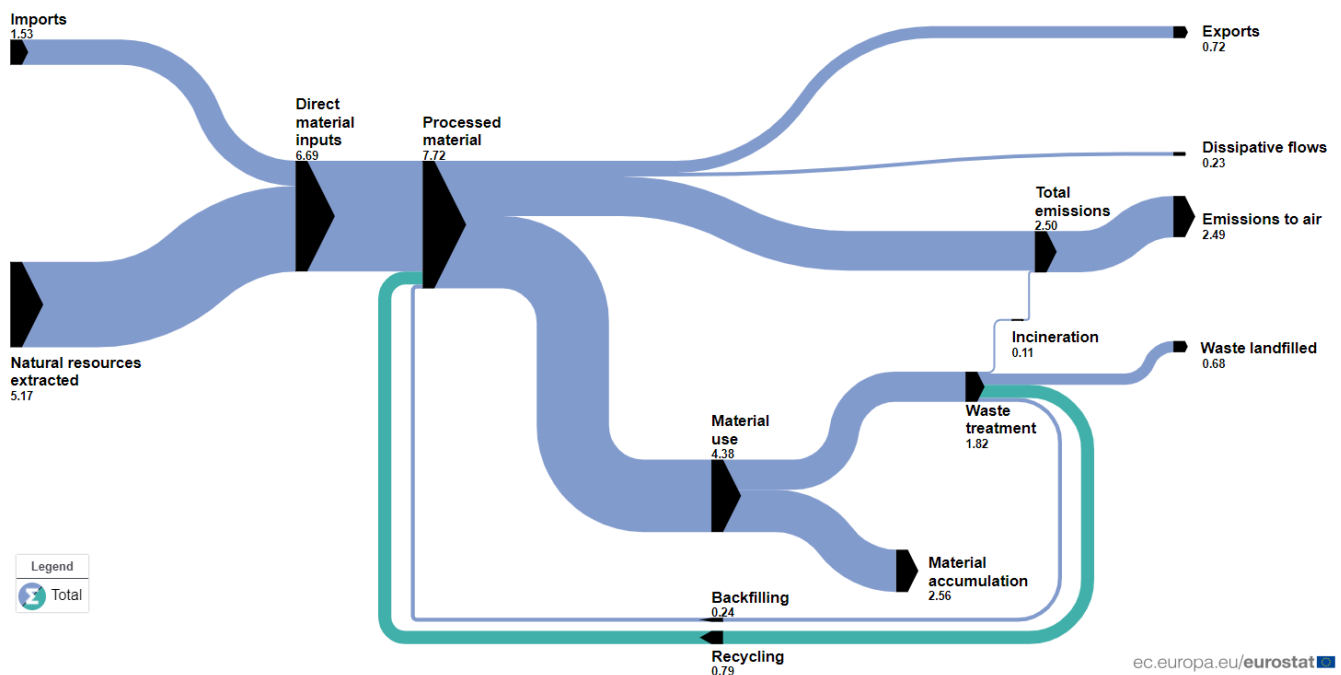 Imports
1.53
Exports
0.72
Direct
material
inputs
6.69
Processed
material
7.72
Dissipative flows
0.23
Total
emissions
2.50
Emissions to air
2.49
Incineration
0.11
Waste landfilled
0.68
Natural resources
extracted
5.17
Waste
treatment
1.82
Material
use
4.38
Material
accumulation
2.56
Legend
Σ Total
Backfilling
0.24
Recycling
0.79
ec.europa.eu/eurostat